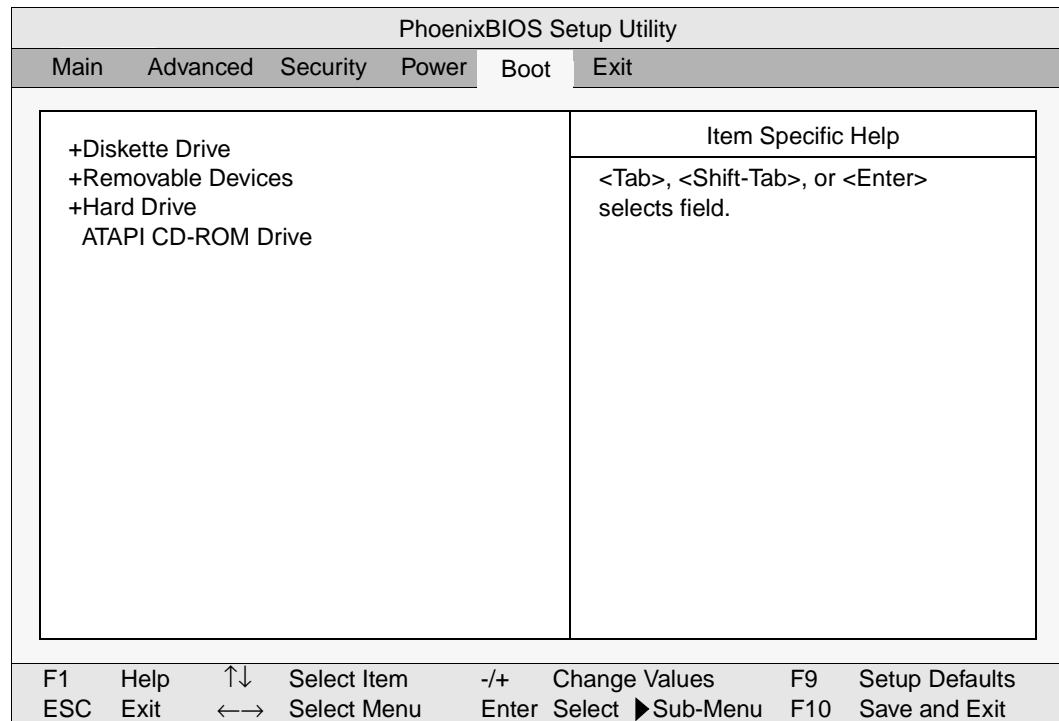 PhoenixBIOS Setup Utility
Main Advanced Security Power Boot Exit
+Diskette Drive
+Removable Devices
+Hard Drive
ATAPI CD-ROM Drive
Item Specific Help
<Tab>, <Shift-Tab>, or <Enter>
selects field.
F1 Help ↑↓ Select Item -/+ Change Values F9 Setup Defaults
ESC Exit ←→ Select Menu Enter Select ▶Sub-Menu F10 Save and Exit